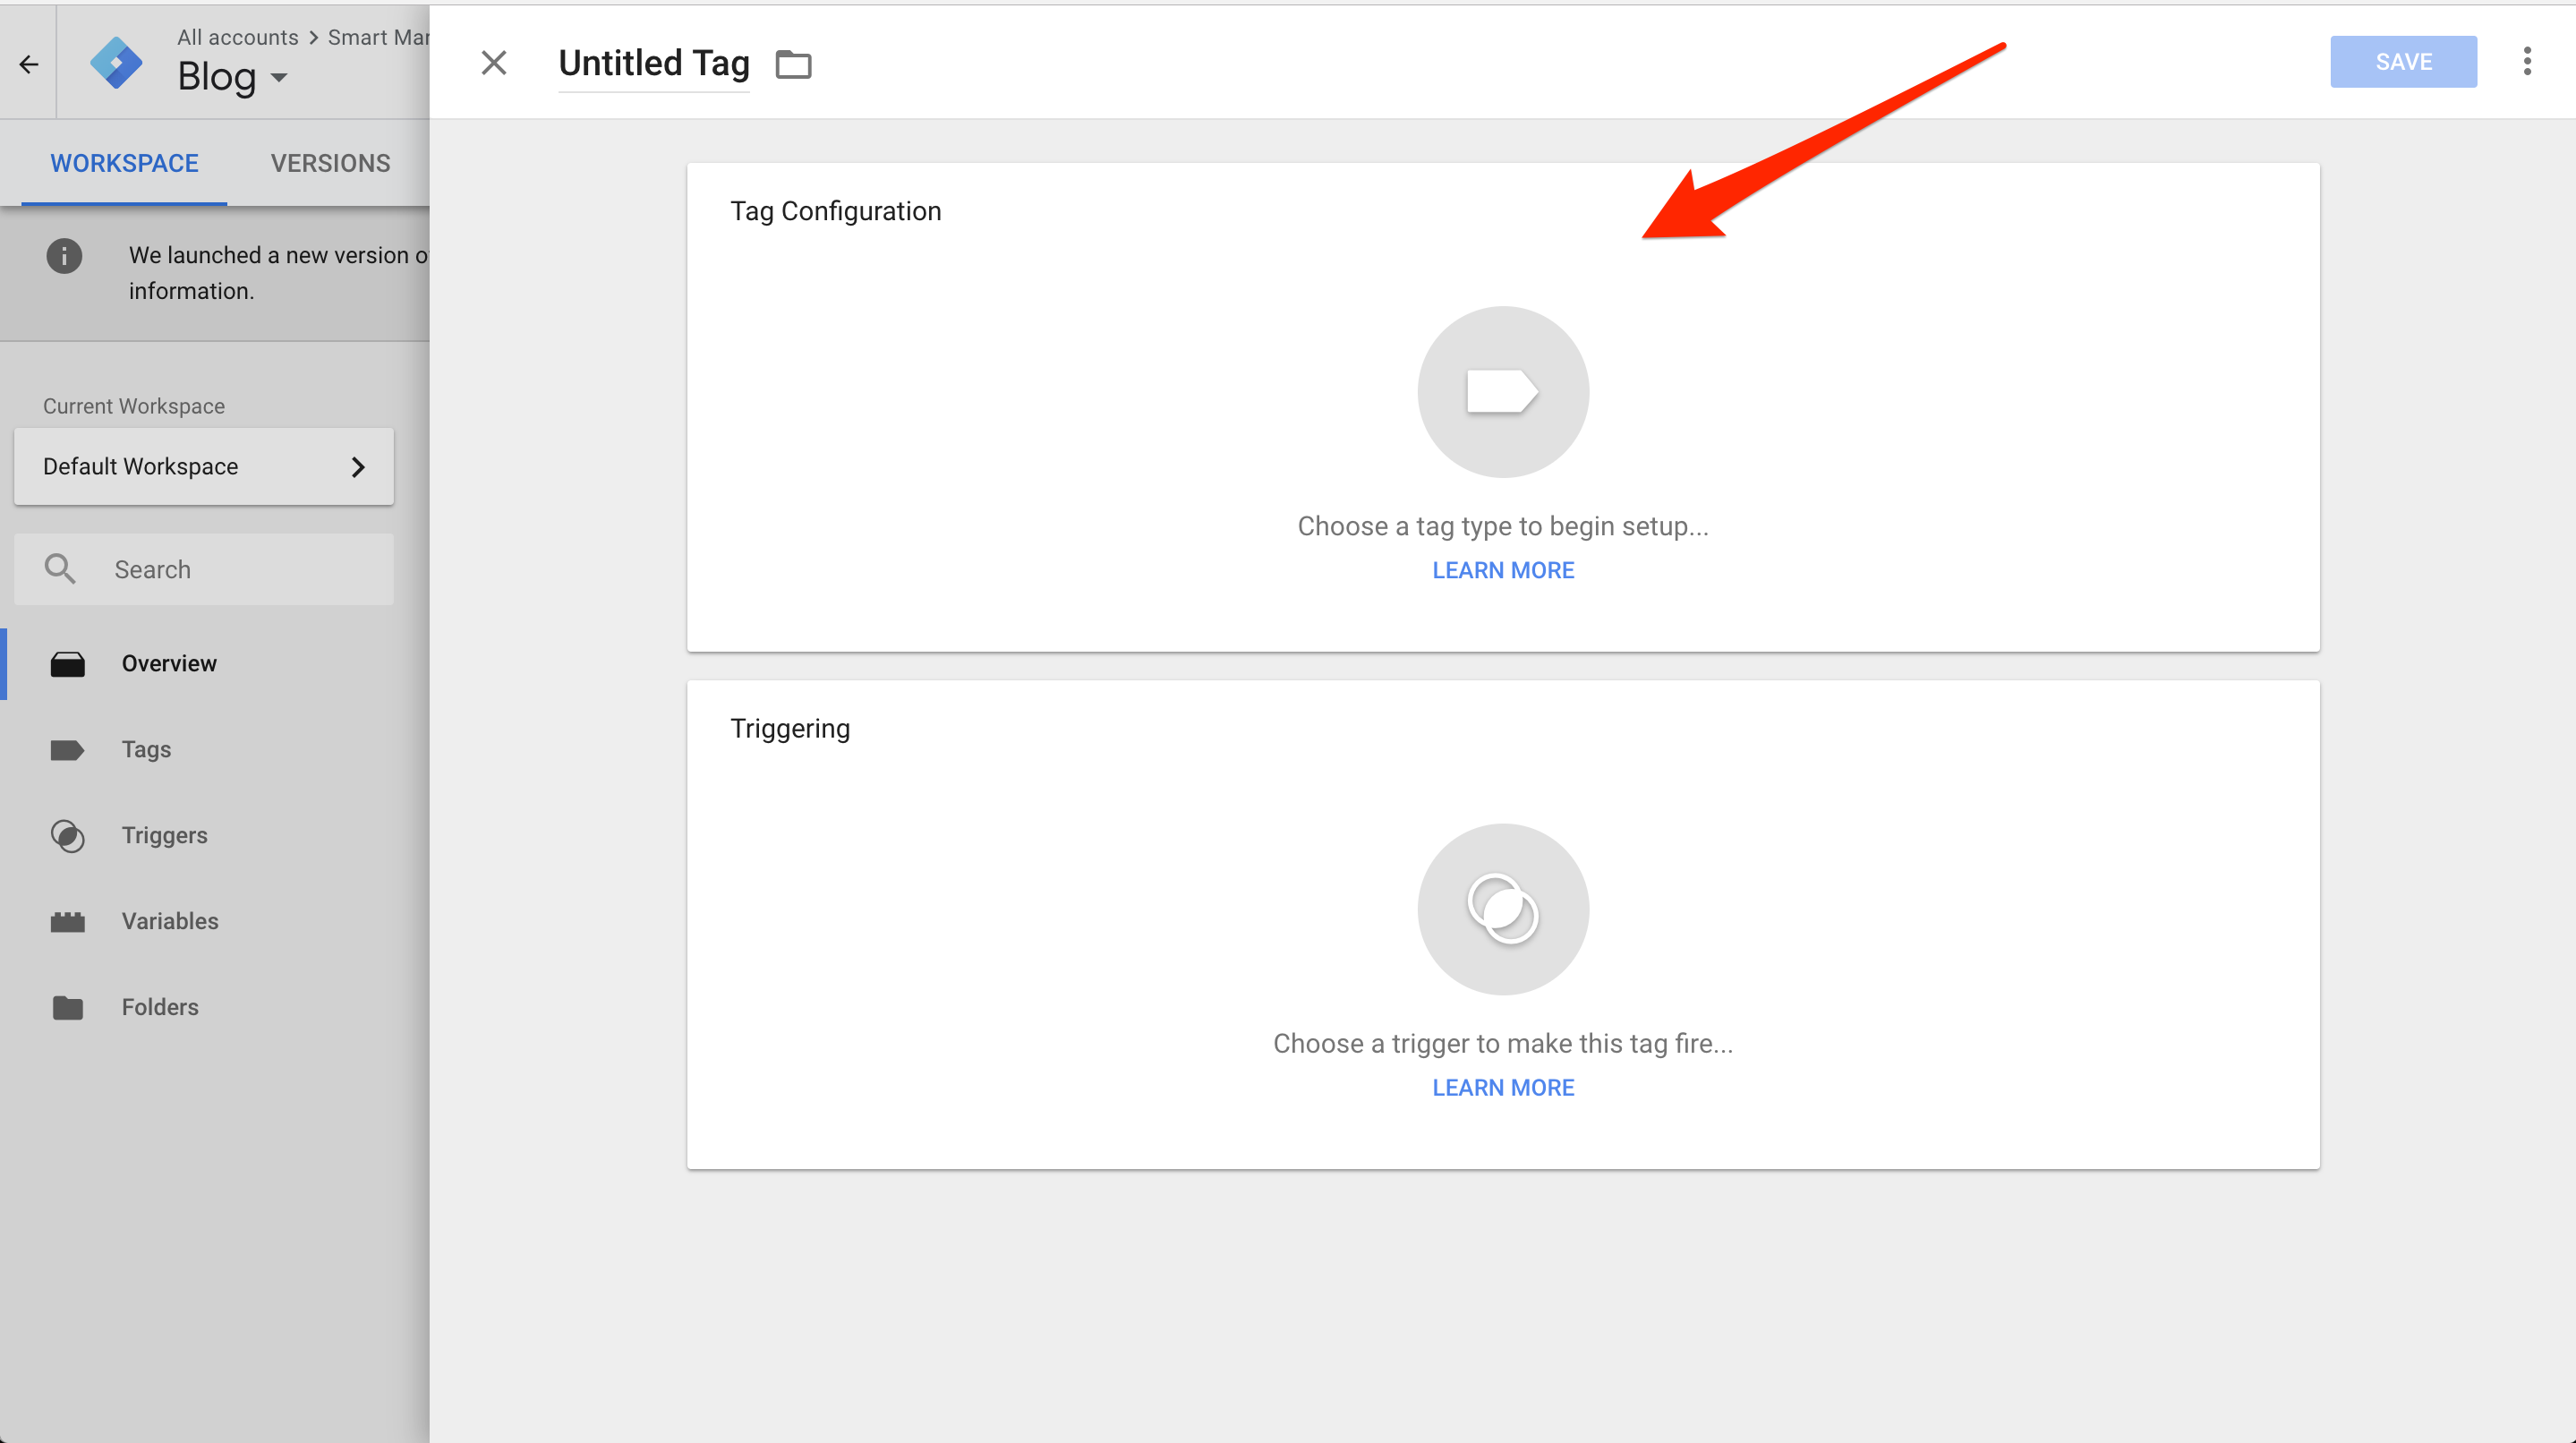 All accounts > Smart Mar
Blog
Untitled Tag
SAVE
WORKSPACE
VERSIONS
We launched a new version o
information.
Current Workspace
Default Workspace
Search
Overview
Tags
Triggers
Variables
Folders
Tag Configuration
Choose a tag type to begin setup...
LEARN MORE
Triggering
Choose a trigger to make this tag fire...
LEARN MORE